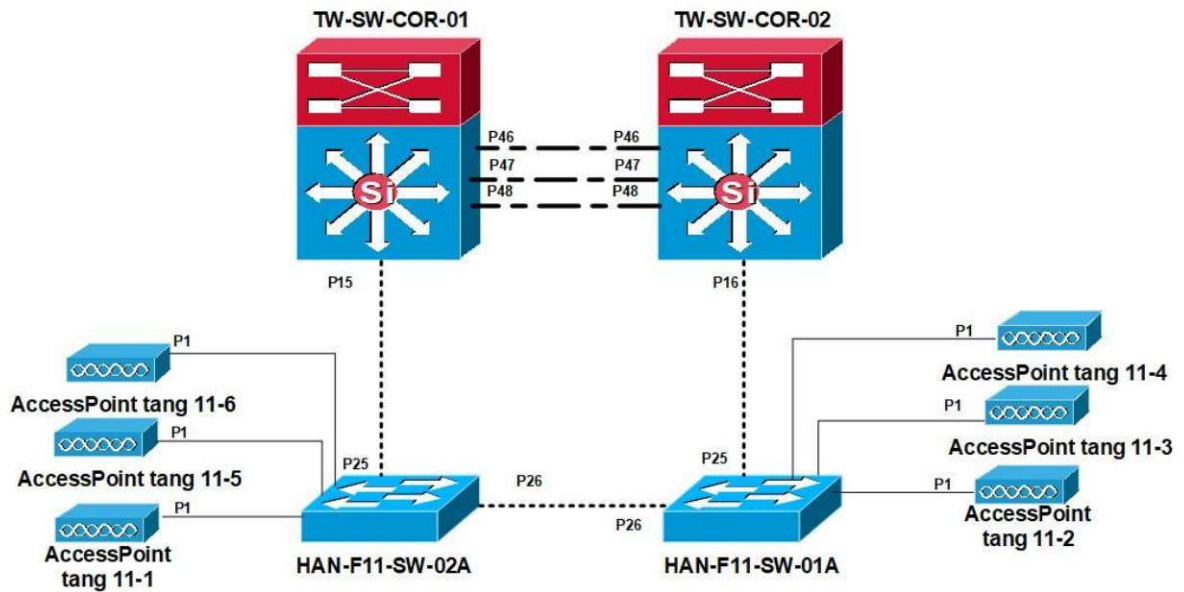 TW-SW-COR-01
TW-SW-COR-02
P46
P46
P47
P47
P48
P48
Si
Si
P15
P16
P1
AccessPoint tang 11-6
P1
AccessPoint tang 11-5
P1
AccessPoint
tang 11-1
P1
AccessPoint tang 11-4
P1
AccessPoint tang 11-3
P1
AccessPoint
tang 11-2
P25
P25
P26
P26
HAN-F11-SW-02A
HAN-F11-SW-01A